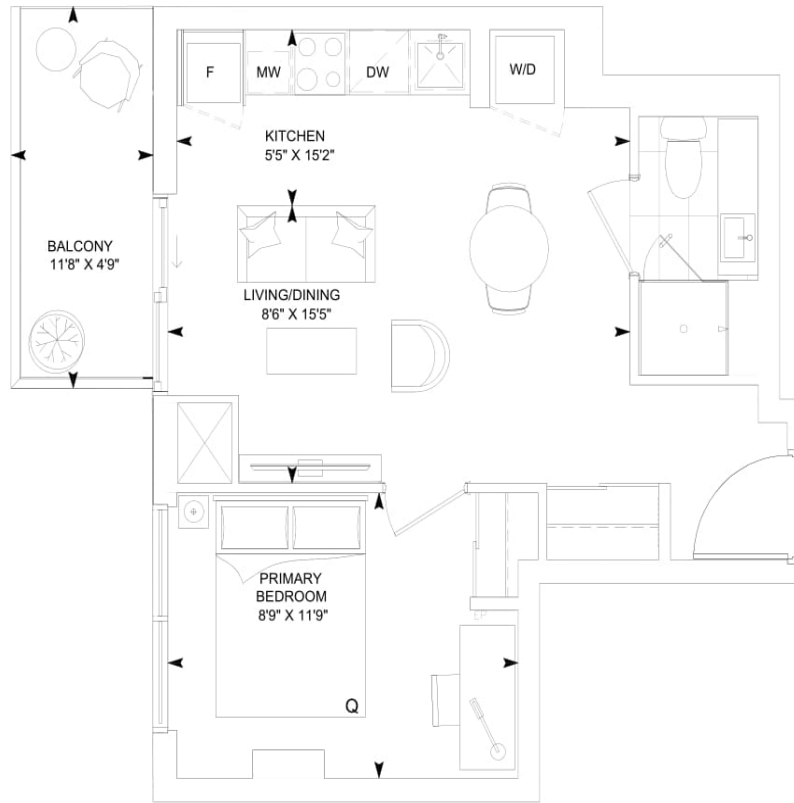 F
MW
DW
W/D
KITCHEN
5'5" X 15'2"
BALCONY
11'8" X 4'9"
LIVING/DINING
8'6" X 15'5"
PRIMARY
BEDROOM
8'9" X 11'9"
Q